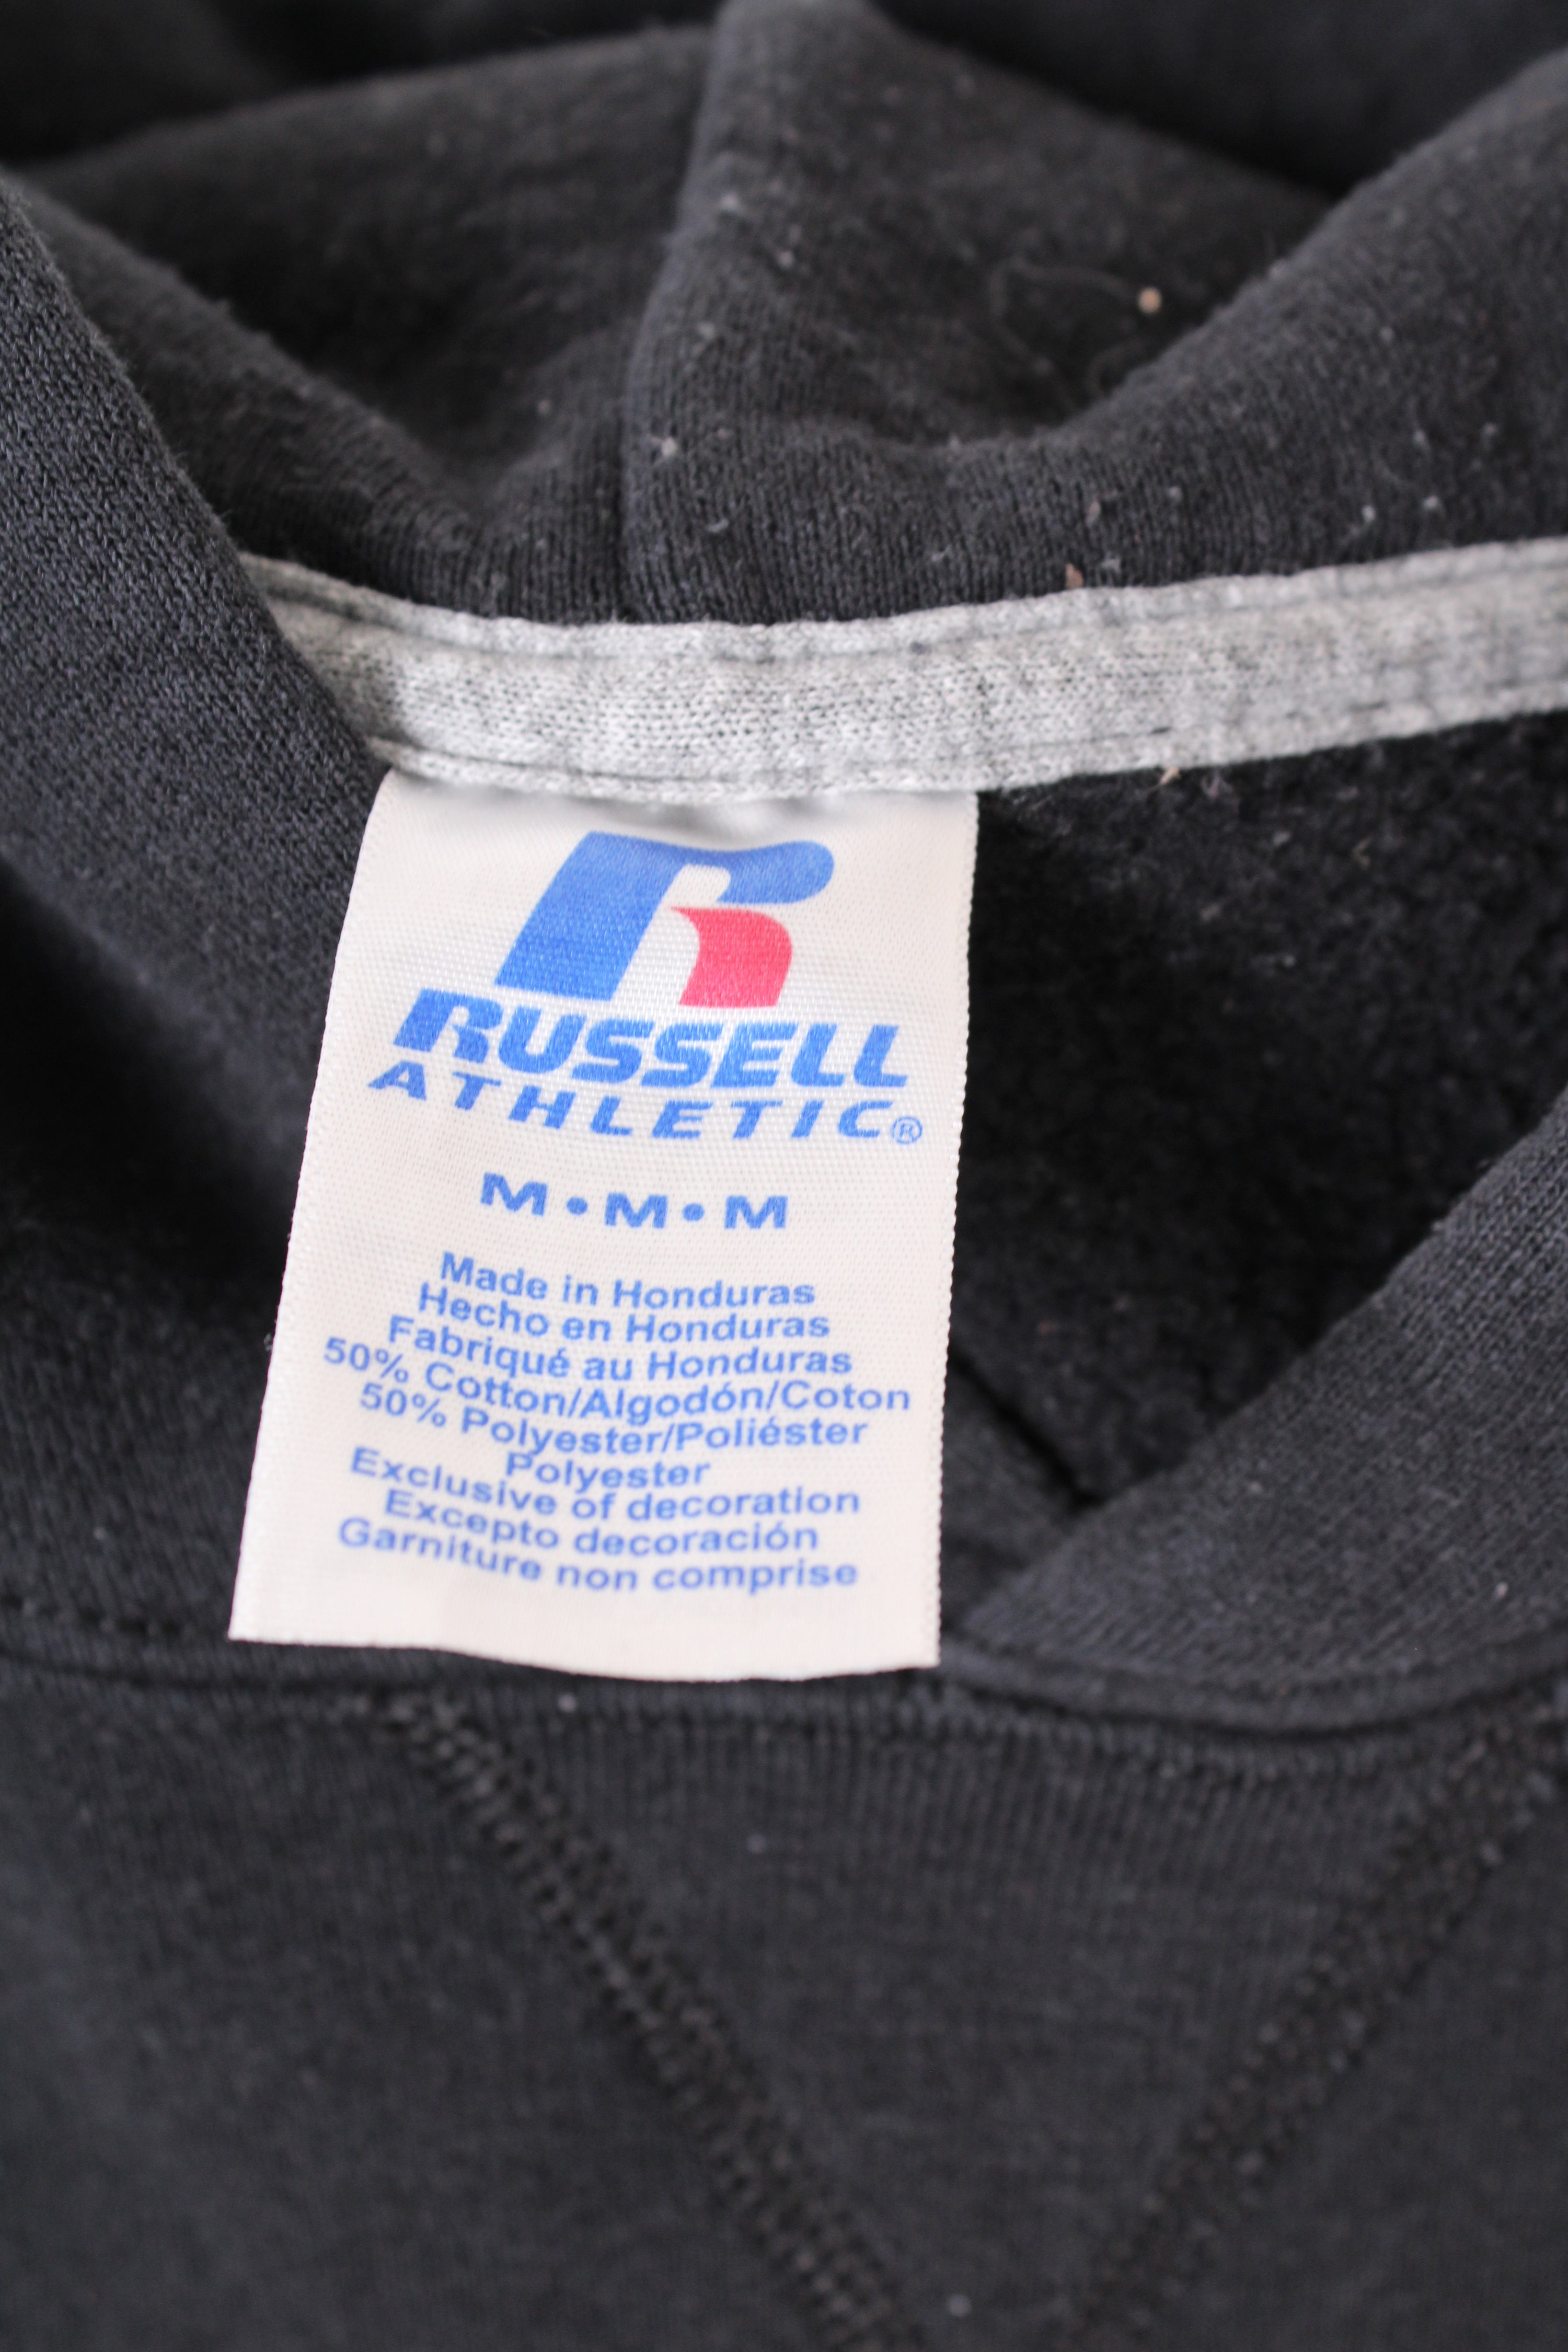 R
RUSSELL
ATHLETIC®
M•M•M
Made in Honduras
Hecho en Honduras
Fabriqué au Honduras
50% Cotton/Algodón/Coton
50% Polyester/Poliéster
Polyester
Exclusive of decoration
Excepto decoración
Garniture non comprise